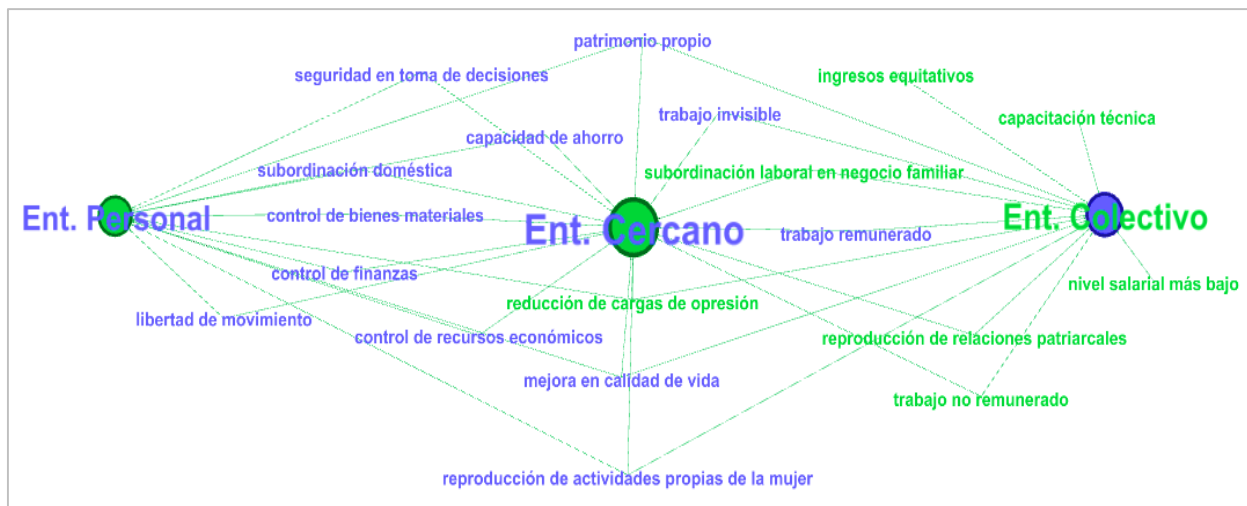 patrimonio propio
seguridad en toma de decisiones
ingresos equitativos
trabajo invisible
capacitación técnica
capacidad de ahorro
subordinación doméstica
subordinación laboral en negocio familiar
Ent. Personal
control de bienes materiales
Ent. Cercano
trabajo remunerado
Ent. Colectivo
control de finanzas
nivel salarial más bajo
reducción de cargas de opresión
libertad de movimiento
control de recursos económicos
reproducción de relaciones patriarcales
mejora en calidad de vida
trabajo no remunerado
reproducción de actividades propias de la mujer